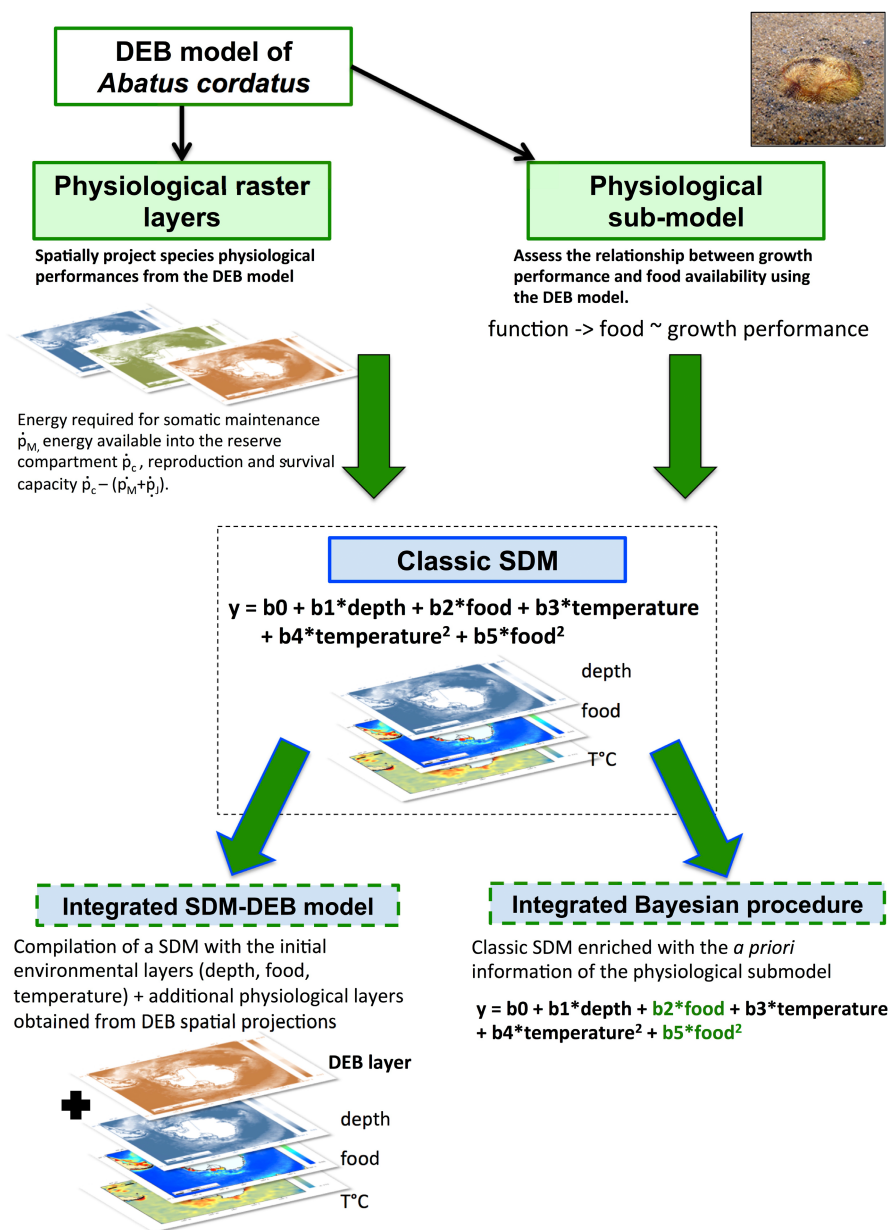 DEB model of
Abatus cordatus
Physiological raster
layers
Spatially project species physiological
performances from the DEB model
Energy required for somatic maintenance
ṗM, energy available into the reserve
compartment ṗc , reproduction and survival
capacity ṗc – (ṗM+ṗJ).
Physiological
sub-model
Assess the relationship between growth
performance and food availability using
the DEB model.
function -> food ~ growth performance
Classic SDM
y = b0 + b1*depth + b2*food + b3*temperature
+ b4*temperature² + b5*food²
depth
food
T°C
Integrated SDM-DEB model
Compilation of a SDM with the initial
environmental layers (depth, food,
temperature) + additional physiological layers
obtained from DEB spatial projections
DEB layer
depth
food
T°C
Integrated Bayesian procedure
Classic SDM enriched with the a priori
information of the physiological submodel
y = b0 + b1*depth + b2*food + b3*temperature
+ b4*temperature² + b5*food²